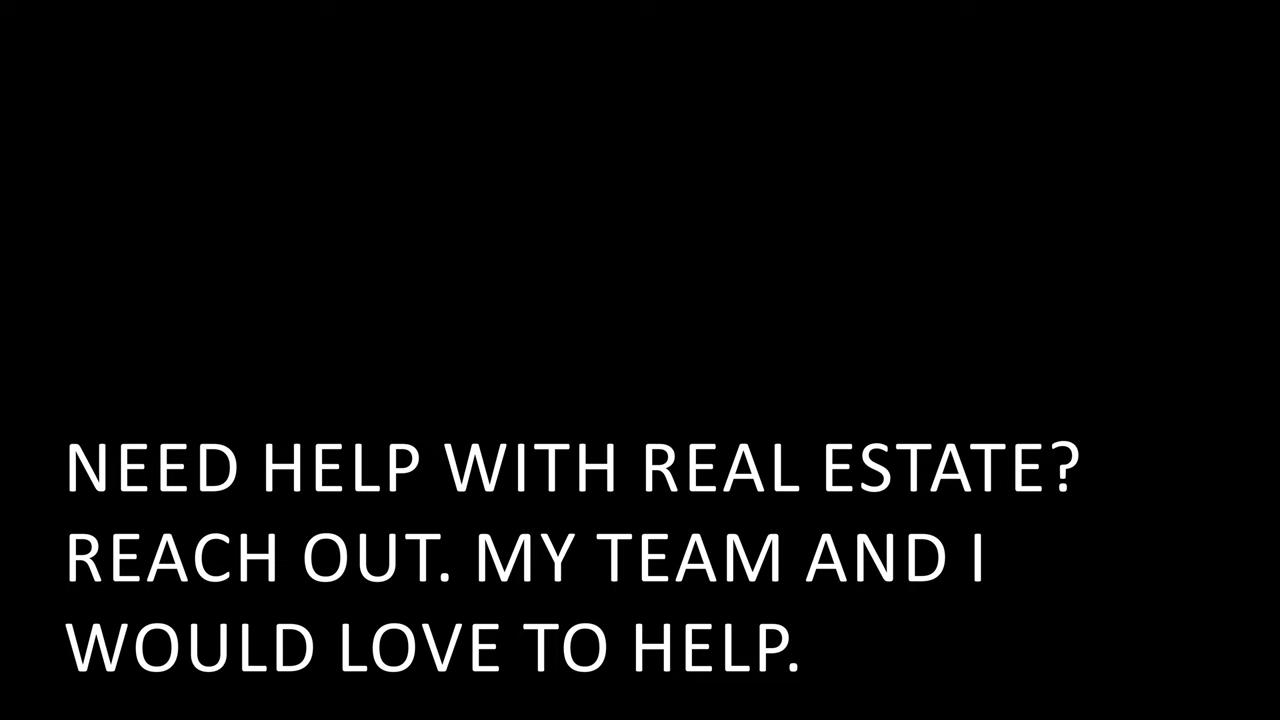 NEED HELP WITH REAL ESTATE?
REACH OUT. MY TEAM AND I
WOULD LOVE TO HELP.